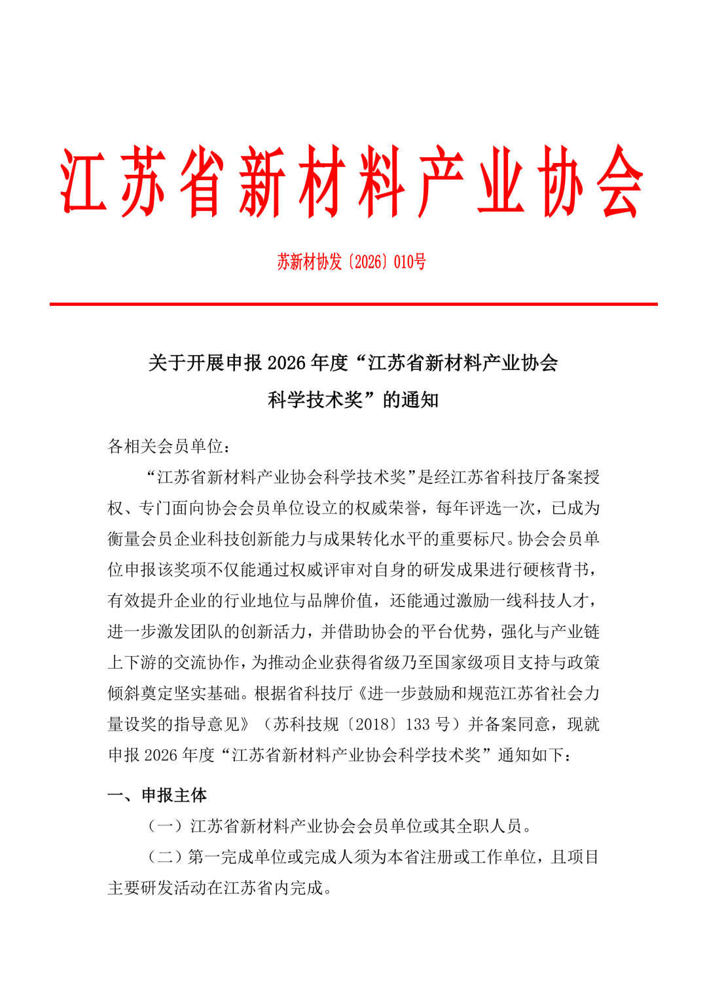 江苏省新材料产业协会
苏新材协发〔2026〕010号
关于开展申报 2026 年度“江苏省新材料产业协会
科学技术奖”的通知
各相关会员单位：
“江苏省新材料产业协会科学技术奖”是经江苏省科技厅备案授
权、专门面向协会会员单位设立的权威荣誉，每年评选一次，已成为
衡量会员企业科技创新能力与成果转化水平的重要标尺。协会会员单
位申报该奖项不仅能通过权威评审对自身的研发成果进行硬核背书，
有效提升企业的行业地位与品牌价值，还能通过激励一线科技人才，
进一步激发团队的创新活力，并借助协会的平台优势，强化与产业链
上下游的交流协作，为推动企业获得省级乃至国家级项目支持与政策
倾斜奠定坚实基础。根据省科技厅《进一步鼓励和规范江苏省社会力
量设奖的指导意见》（苏科技规〔2018〕133 号）并备案同意，现就
申报 2026 年度“江苏省新材料产业协会科学技术奖”通知如下：
一、申报主体
（一）江苏省新材料产业协会会员单位或其全职人员。
（二）第一完成单位或完成人须为本省注册或工作单位，且项目
主要研发活动在江苏省内完成。